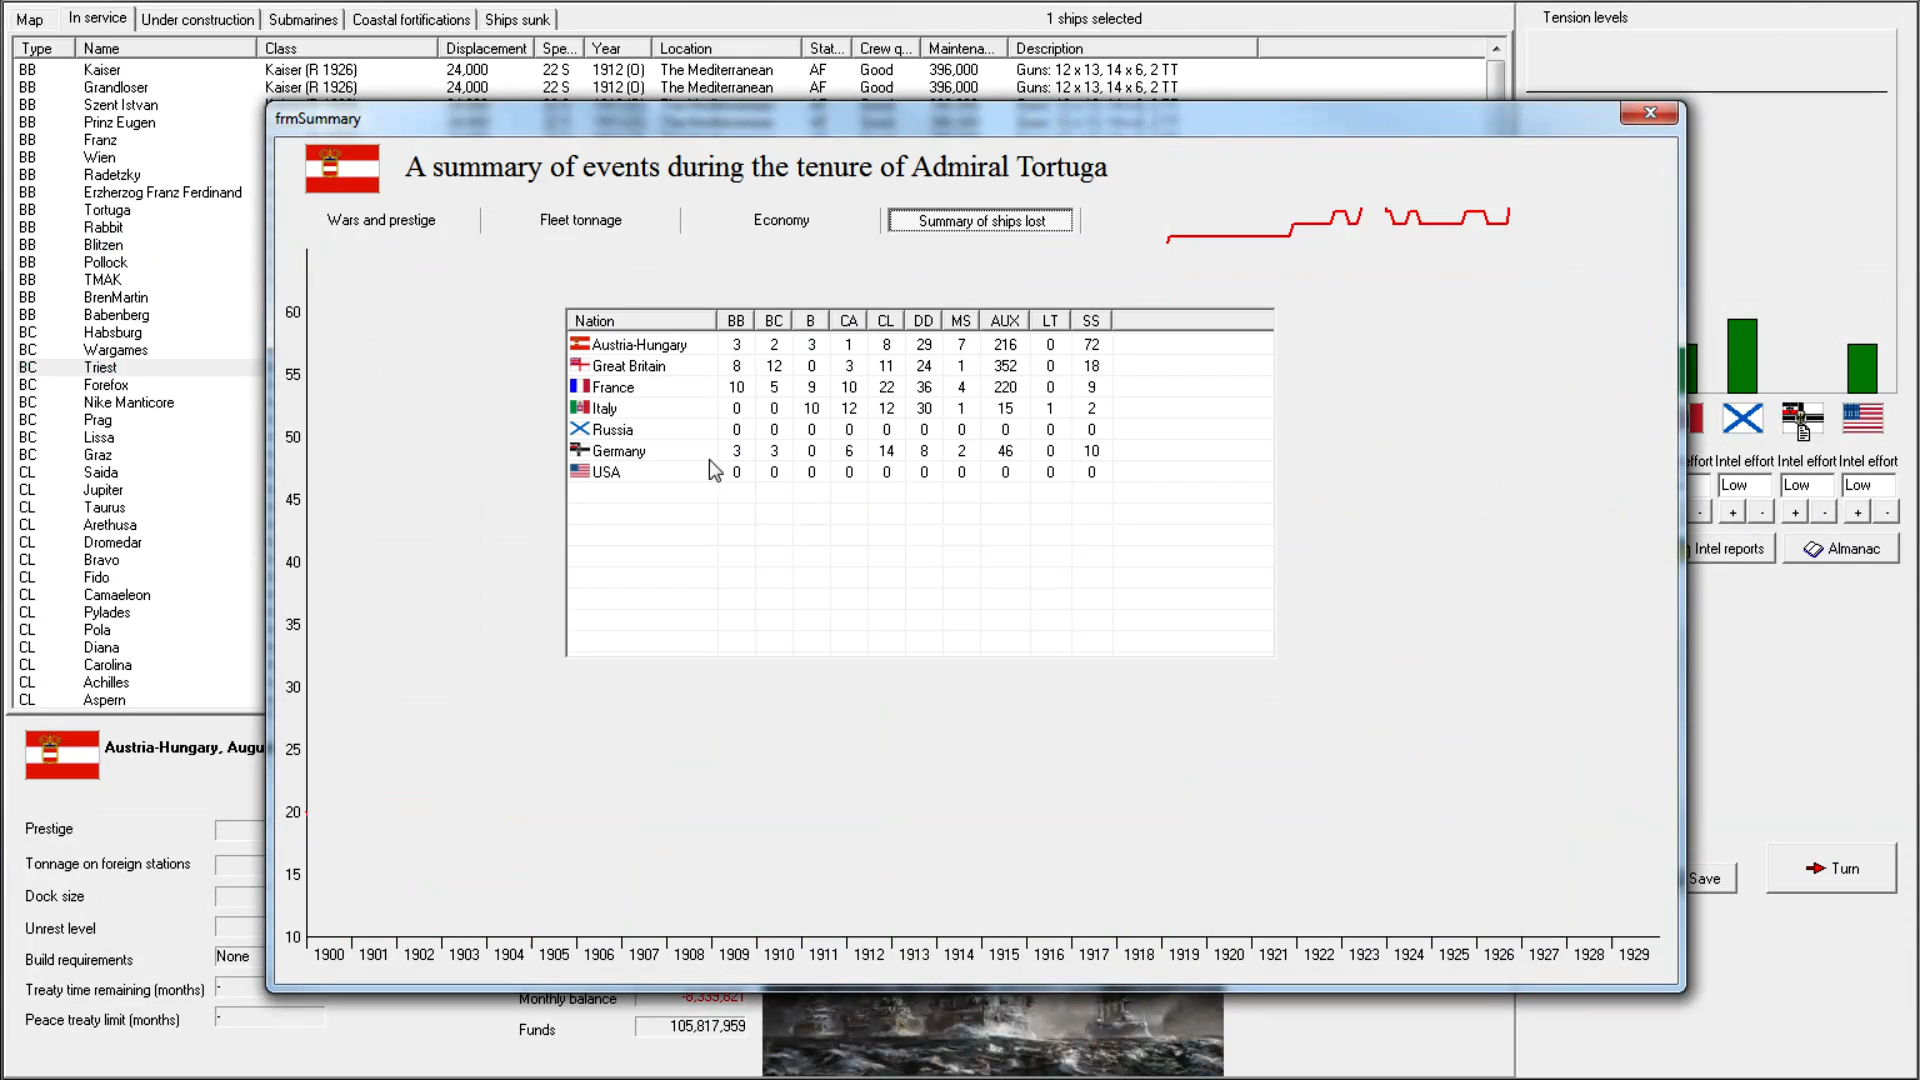 Map In service Under construction Submarines Coastal fortifications Ships sunk 1 ships selected Tension levels
Type Name Class Displacement Spe... Year Location Stat... Crew q... Maintena... Description
BB Kaiser Kaiser (R 1926) 24,000 22 S 1912 (O) The Mediterranean AF Good 396,000 Guns: 12 x 13, 14 x 6, 2 TT
BB Grandloser Kaiser (R 1926) 24,000 22 S 1912 (O) The Mediterranean AF Good 396,000 Guns: 12 x 13, 14 x 6, 2 TT
BB Szent Istvan
BB Prinz Eugen
BB Franz
BB Wien
BB Radetzky
BB Erzherzog Franz Ferdinand
BB Tortuga
BB Rabbit
BB Blitzen
BB Pollock
BB TMAK
BB BrenMartin
BB Babenberg
BC Habsburg
BC Wargames
BC Triest
BC Forefox
BC Nike Manticore
BC Prag
BC Lissa
BC Graz
CL Saida
CL Jupiter
CL Taurus
CL Arethusa
CL Dromedar
CL Bravo
CL Fido
CL Camaeleon
CL Pylades
CL Pola
CL Diana
CL Carolina
CL Achilles
CL Aspern
frmSummary
A summary of events during the tenure of Admiral Tortuga
Wars and prestige Fleet tonnage Economy Summary of ships lost
Nation BB BC B CA CL DD MS AUX LT SS
Austria-Hungary 3 2 3 1 8 29 7 216 0 72
Great Britain 8 12 0 3 11 24 1 352 0 18
France 10 5 9 10 22 36 4 220 0 9
Italy 0 0 10 12 12 30 1 15 1 2
Russia 0 0 0 0 0 0 0 0 0 0
Germany 3 3 0 6 14 8 2 46 0 10
USA 0 0 0 0 0 0 0 0 0 0
60
55
50
45
40
35
30
25
20
15
10
1900 1901 1902 1903 1904 1905 1906 1907 1908 1909 1910 1911 1912 1913 1914 1915 1916 1917 1918 1919 1920 1921 1922 1923 1924 1925 1926 1927 1928 1929
effort Intel effort Intel effort Intel effort
Low Low Low
- + - + - + -
Intel reports Almanac
Austria-Hungary, Augu
Prestige
Tonnage on foreign stations
Dock size
Unrest level
Build requirements None
Treaty time remaining (months) -
Peace treaty limit (months) -
Monthly balance -8,339,821
Funds 105,817,959
Save Turn